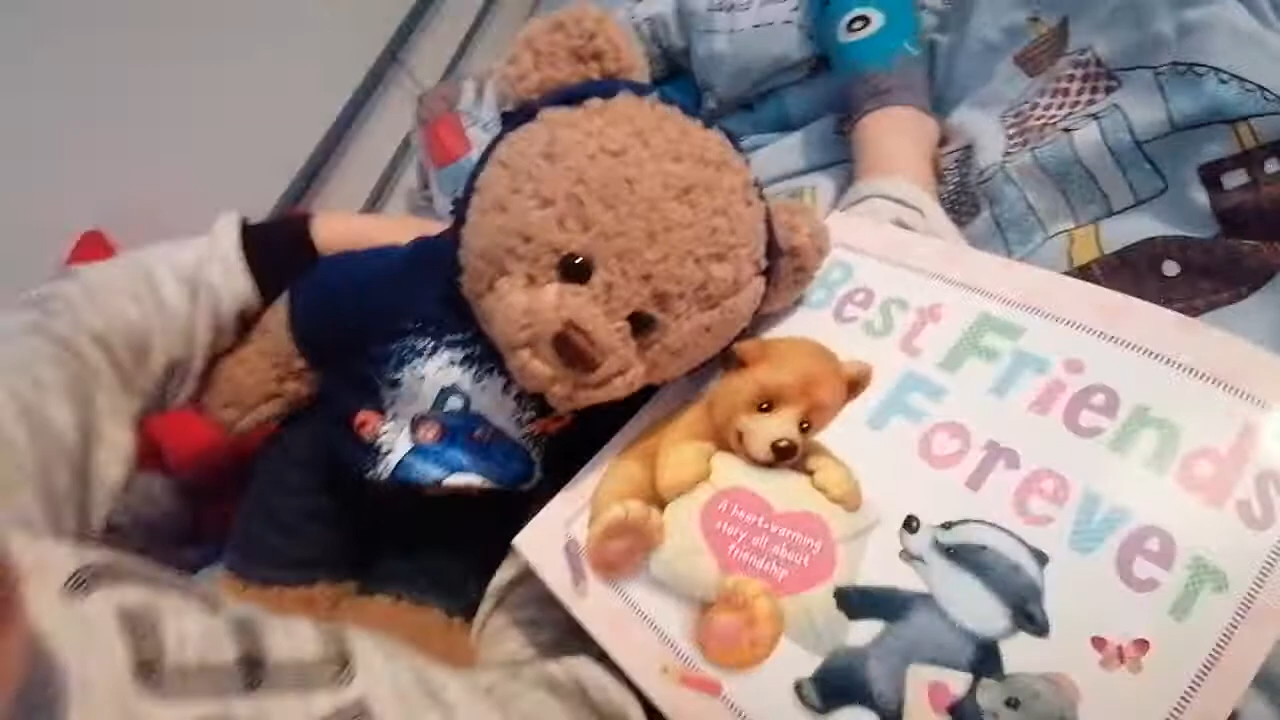 Best Friends
Forever
A heart-warming
story all about
friendship